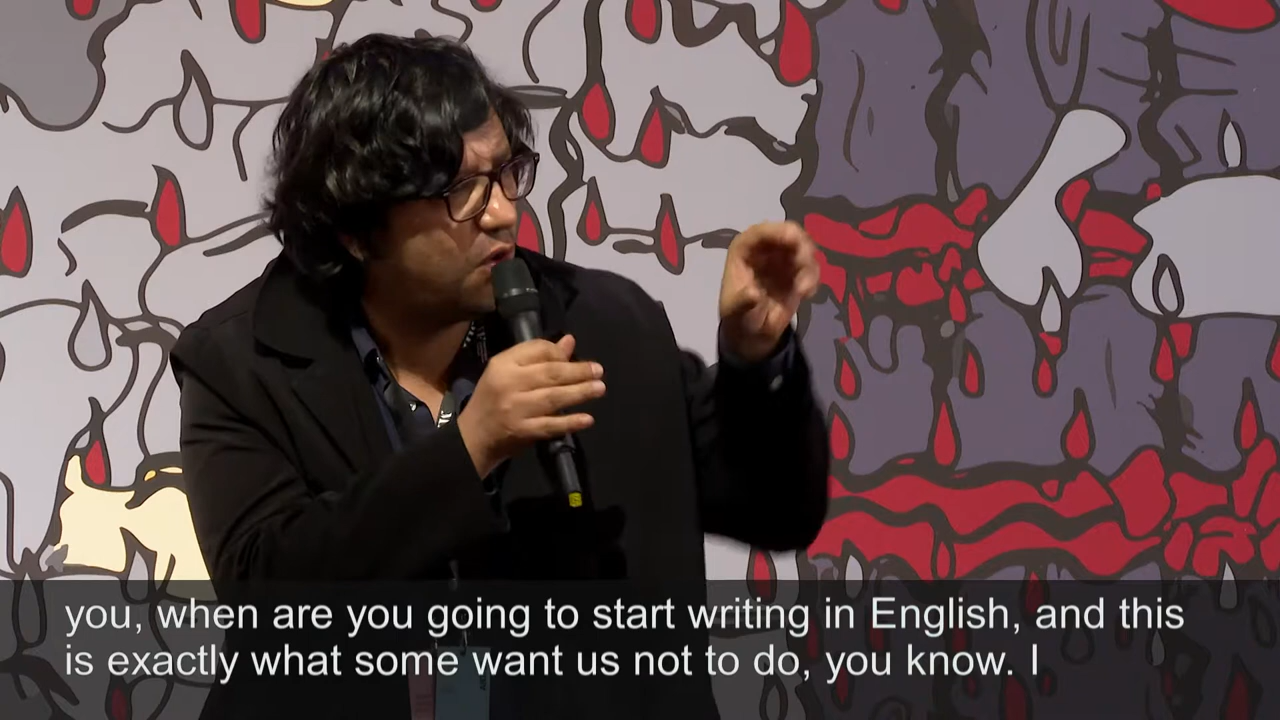 you, when are you going to start writing in English, and this
is exactly what some want us not to do, you know. I